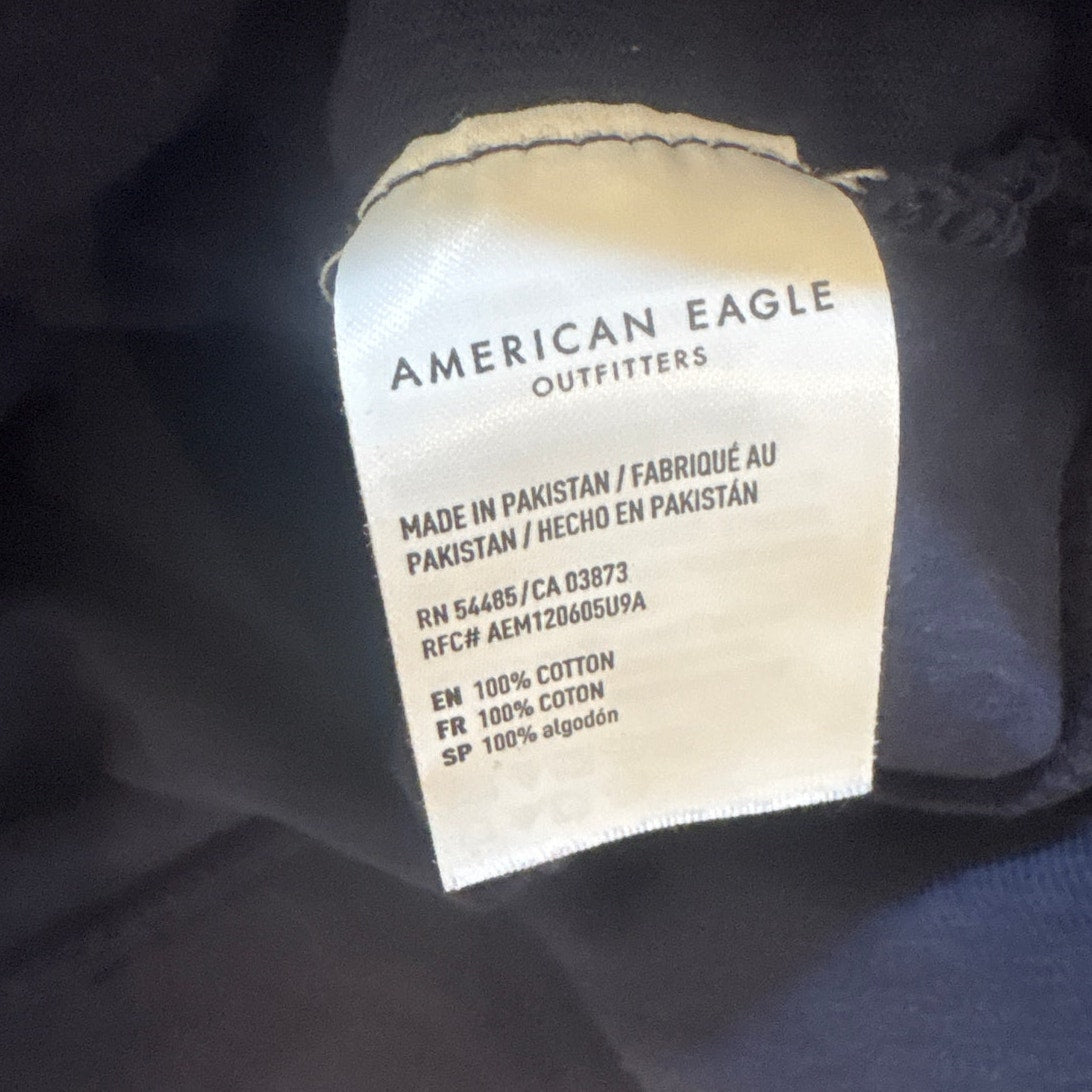 AMERICAN EAGLE
OUTFITTERS
MADE IN PAKISTAN / FABRIQUÉ AU
PAKISTAN / HECHO EN PAKISTÁN
RN 54485/CA 03873
RFC# AEM120605U9A
EN 100% COTTON
FR 100% COTON
SP 100% algodón